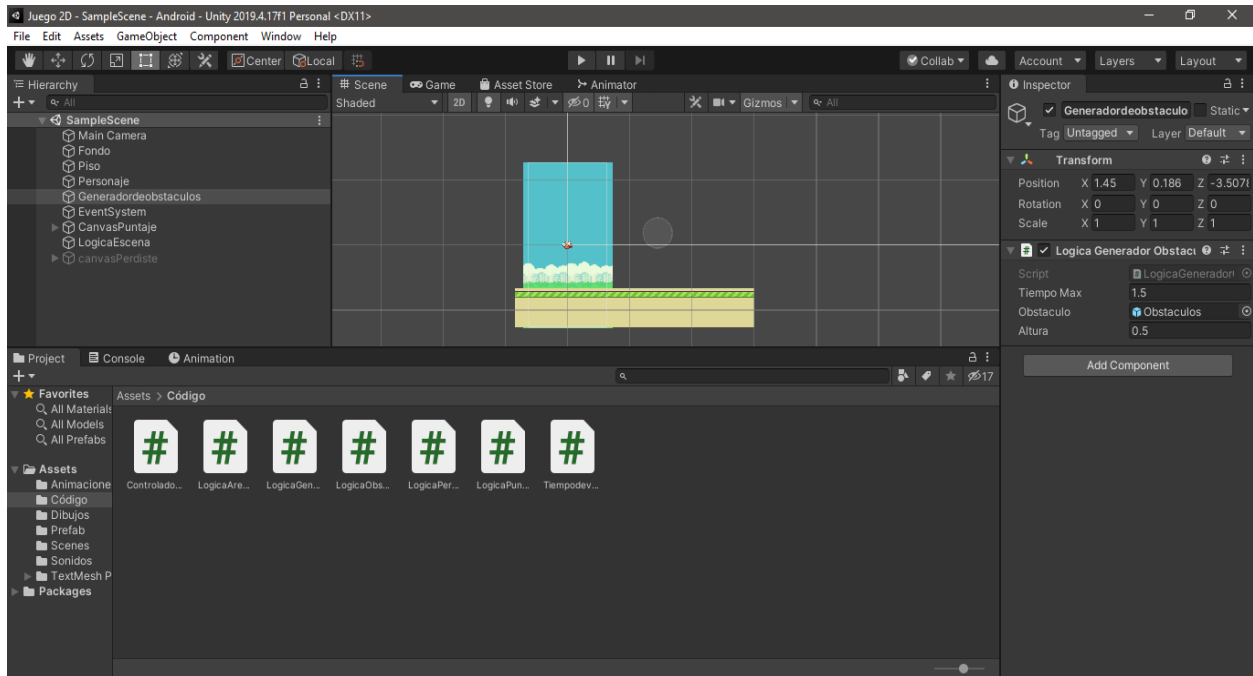 Juego 2D - SampleScene - Android - Unity 2019.4.17f1 Personal <DX11>
File Edit Assets GameObject Component Window Help
Center Local Collab Account Layers Layout
Hierarchy
All
SampleScene
Main Camera
Fondo
Piso
Personaje
Generadordeobstaculos
EventSystem
CanvasPuntaje
LogicaEscena
canvasPerdiste
Scene Game Asset Store Animator
Shaded 2D 0 Gizmos All
Inspector
Generadordeobstaculo Static
Tag Untagged Layer Default
Transform
Position X 1.45 Y 0.186 Z -3.5078
Rotation X 0 Y 0 Z 0
Scale X 1 Y 1 Z 1
Logica Generador Obstacu
Script LogicaGenerador
Tiempo Max 1.5
Obstaculo Obstaculos
Altura 0.5
Add Component
Project Console Animation
17
Favorites
All Materials
All Models
All Prefabs
Assets
Animacione
Código
Dibujos
Prefab
Scenes
Sonidos
TextMesh P
Packages
Assets > Código
# # # # # # #
Controlado... LogicaAre... LogicaGen... LogicaObs... LogicaPer... LogicaPun... Tiempodev...